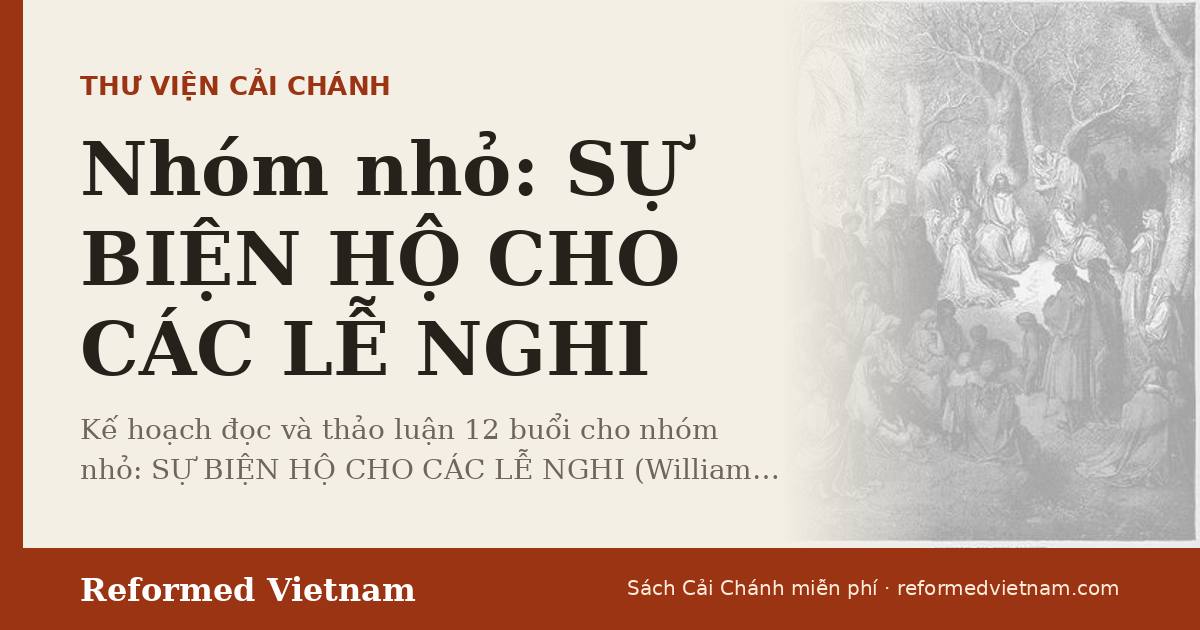 THƯ VIỆN CẢI CHÁNH
Nhóm nhỏ: SỰ
BIỆN HỘ CHO
CÁC LỄ NGHI
Kế hoạch đọc và thảo luận 12 buổi cho nhóm
nhỏ: SỰ BIỆN HỘ CHO CÁC LỄ NGHI (William...
Reformed Vietnam
Sách Cải Chánh miễn phí · reformedvietnam.com